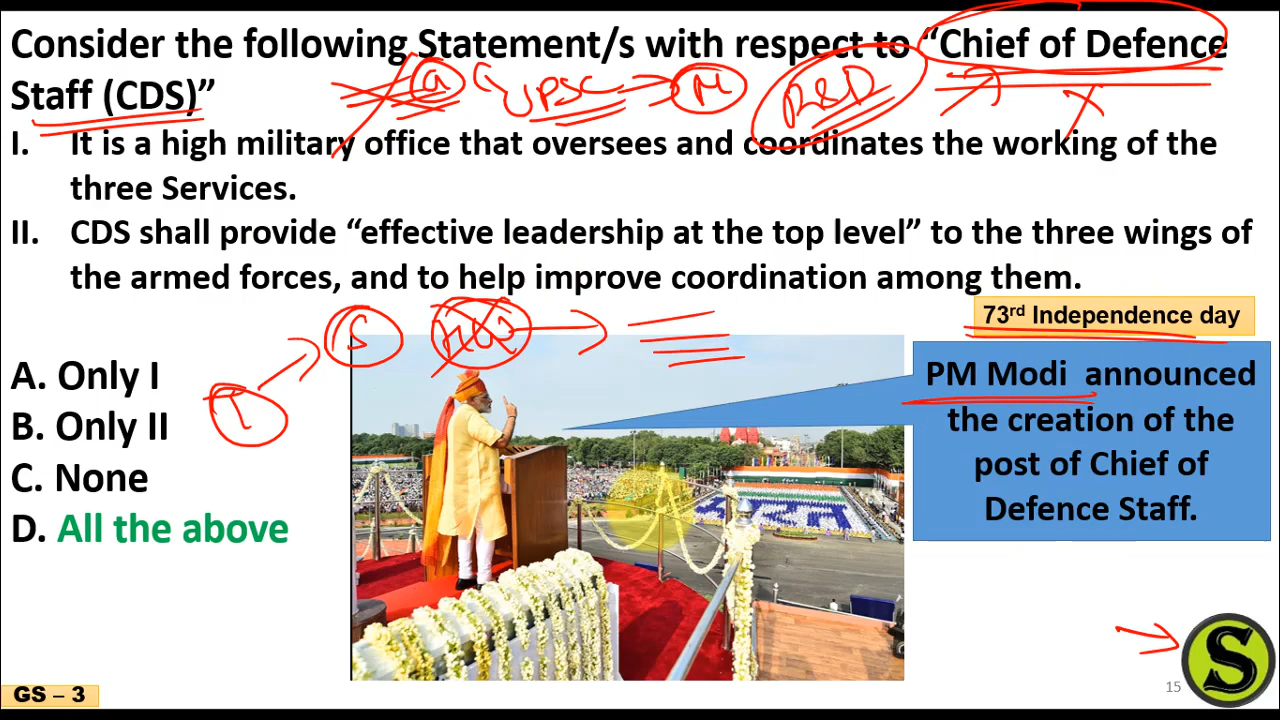 Consider the following Statement/s with respect to “Chief of Defence
Staff (CDS)”
a UPSC M R&D
I. It is a high military office that oversees and coordinates the working of the
three Services.
II. CDS shall provide “effective leadership at the top level” to the three wings of
the armed forces, and to help improve coordination among them.
73rd Independence day
S
A. Only I
B. Only II
C. None
D. All the above
PM Modi announced
the creation of the
post of Chief of
Defence Staff.
S
GS – 3
15